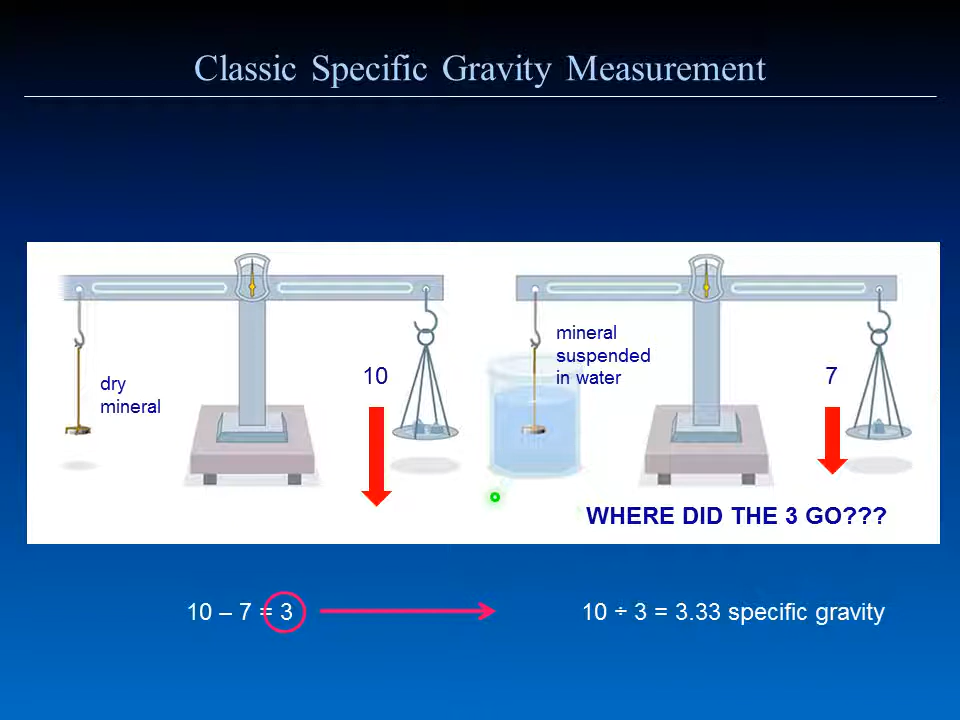 Classic Specific Gravity Measurement
dry
mineral
10
mineral
suspended
in water
7
WHERE DID THE 3 GO???
10 – 7 = 3
10 ÷ 3 = 3.33 specific gravity